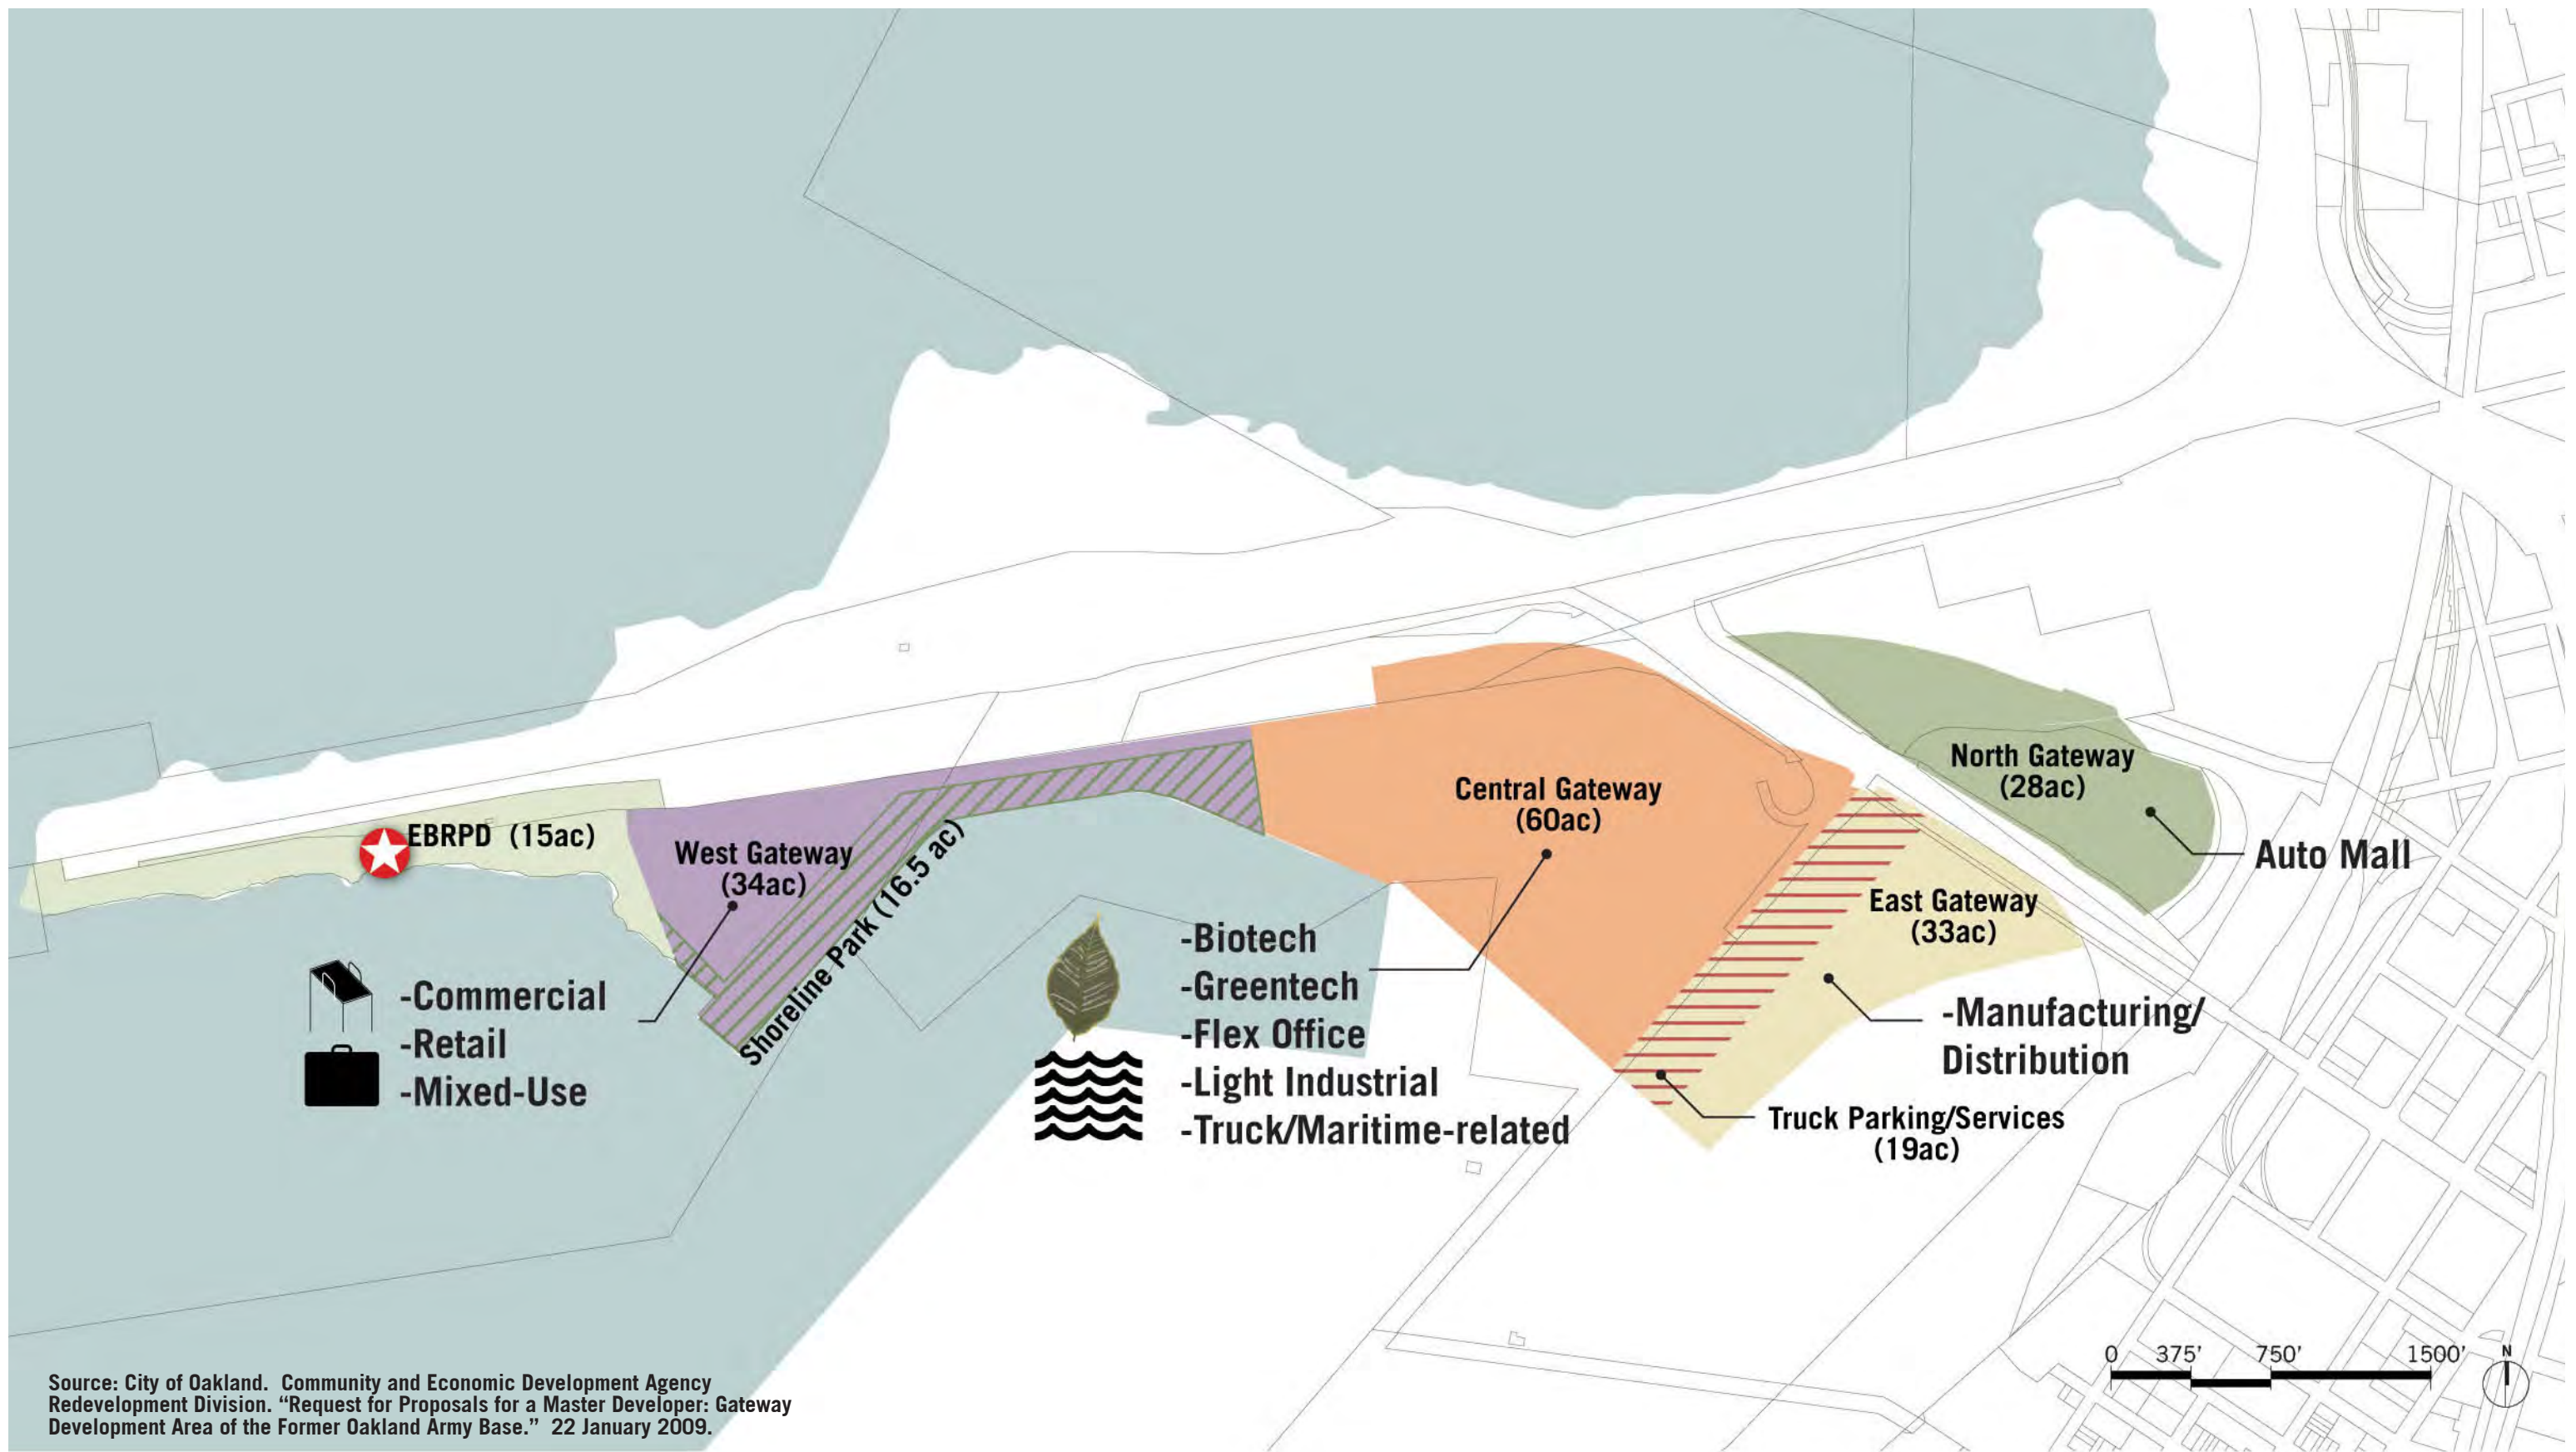 North Gateway
(28ac)
Central Gateway
(60ac)
EBRPD (15ac)
West Gateway
(34ac)
Shoreline Park (16.5 ac)
Auto Mall
East Gateway
(33ac)
-Commercial
-Retail
-Mixed-Use
-Biotech
-Greentech
-Flex Office
-Light Industrial
-Truck/Maritime-related
-Manufacturing/
Distribution
Truck Parking/Services
(19ac)
0 375’ 750’ 1500’
N
Source: City of Oakland. Community and Economic Development Agency
Redevelopment Division. “Request for Proposals for a Master Developer: Gateway
Development Area of the Former Oakland Army Base.” 22 January 2009.